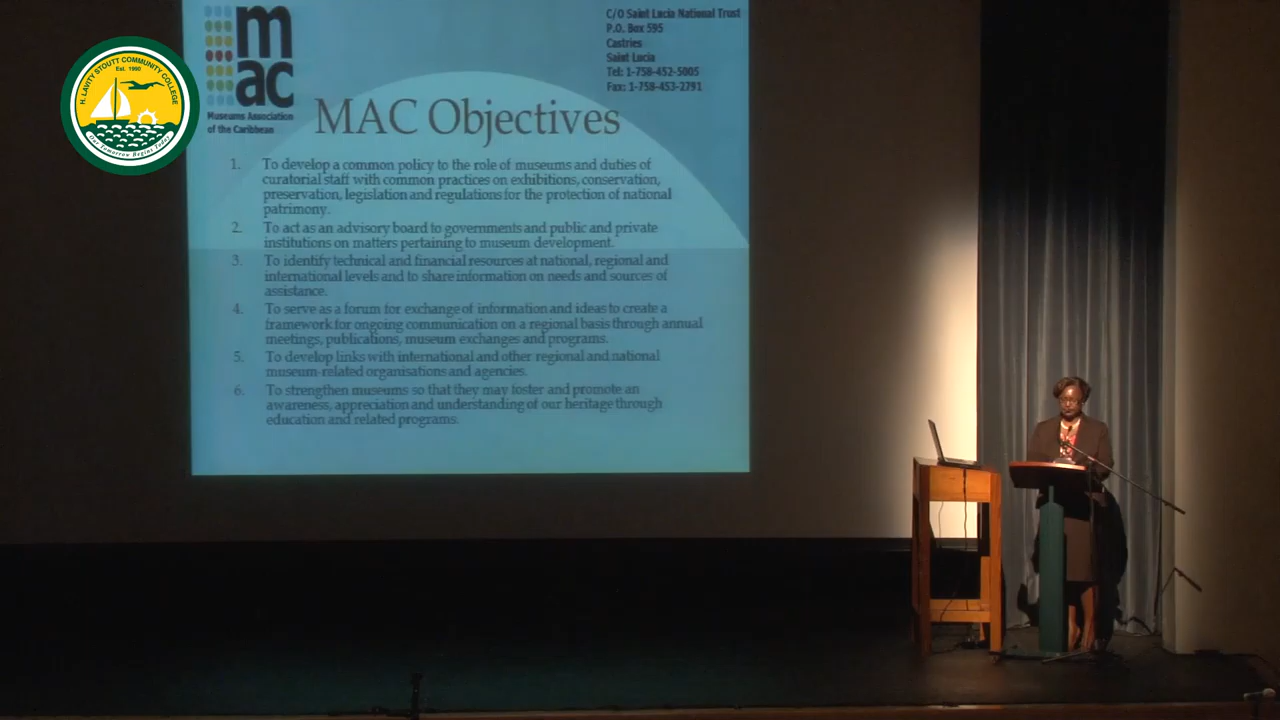 H. LAVITY STOUTT COMMUNITY COLLEGE
Est. 1990
Our Tomorrow Begins Today
mac
Museums Association
of the Caribbean
C/O Saint Lucia National Trust
P.O. Box 595
Castries
Saint Lucia
Tel: 1-758-452-5005
Fax: 1-758-453-2791
MAC Objectives
1. To develop a common policy to the role of museums and duties of
curatorial staff with common practices on exhibitions, conservation,
preservation, legislation and regulations for the protection of national
patrimony.
2. To act as an advisory board to governments and public and private
institutions on matters pertaining to museum development.
3. To identify technical and financial resources at national, regional and
international levels and to share information on needs and sources of
assistance.
4. To serve as a forum for exchange of information and ideas to create a
framework for ongoing communication on a regional basis through annual
meetings, publications, museum exchanges and programs.
5. To develop links with international and other regional and national
museum-related organisations and agencies.
6. To strengthen museums so that they may foster and promote an
awareness, appreciation and understanding of our heritage through
education and related programs.